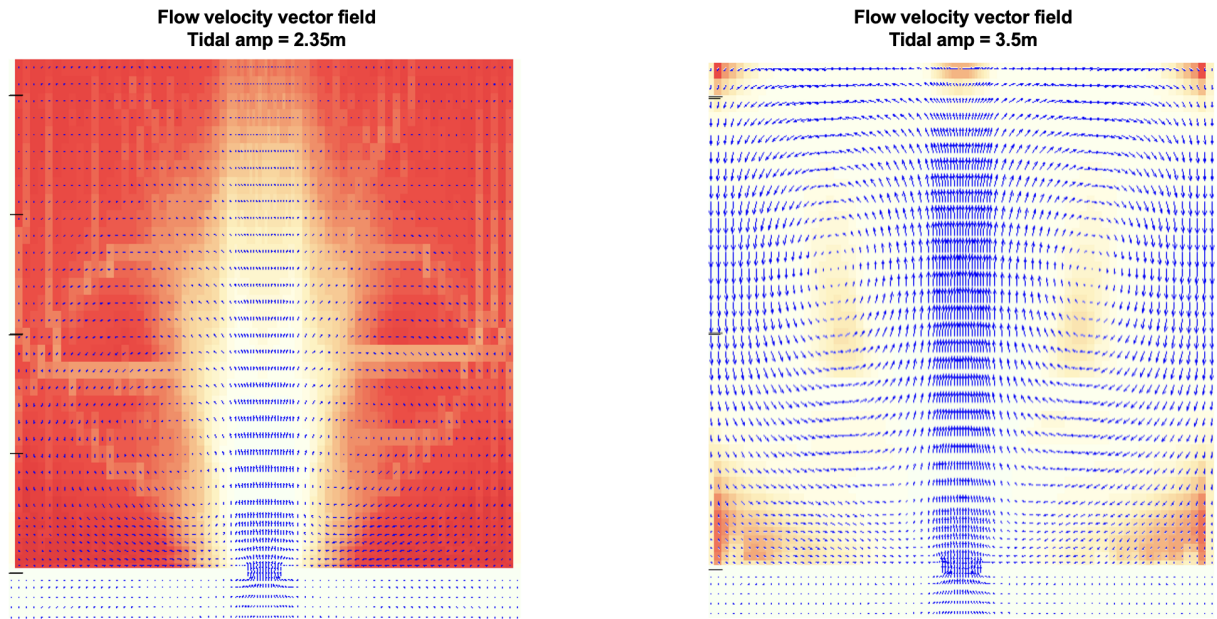 Flow velocity vector field
Tidal amp = 2.35m
Flow velocity vector field
Tidal amp = 3.5m